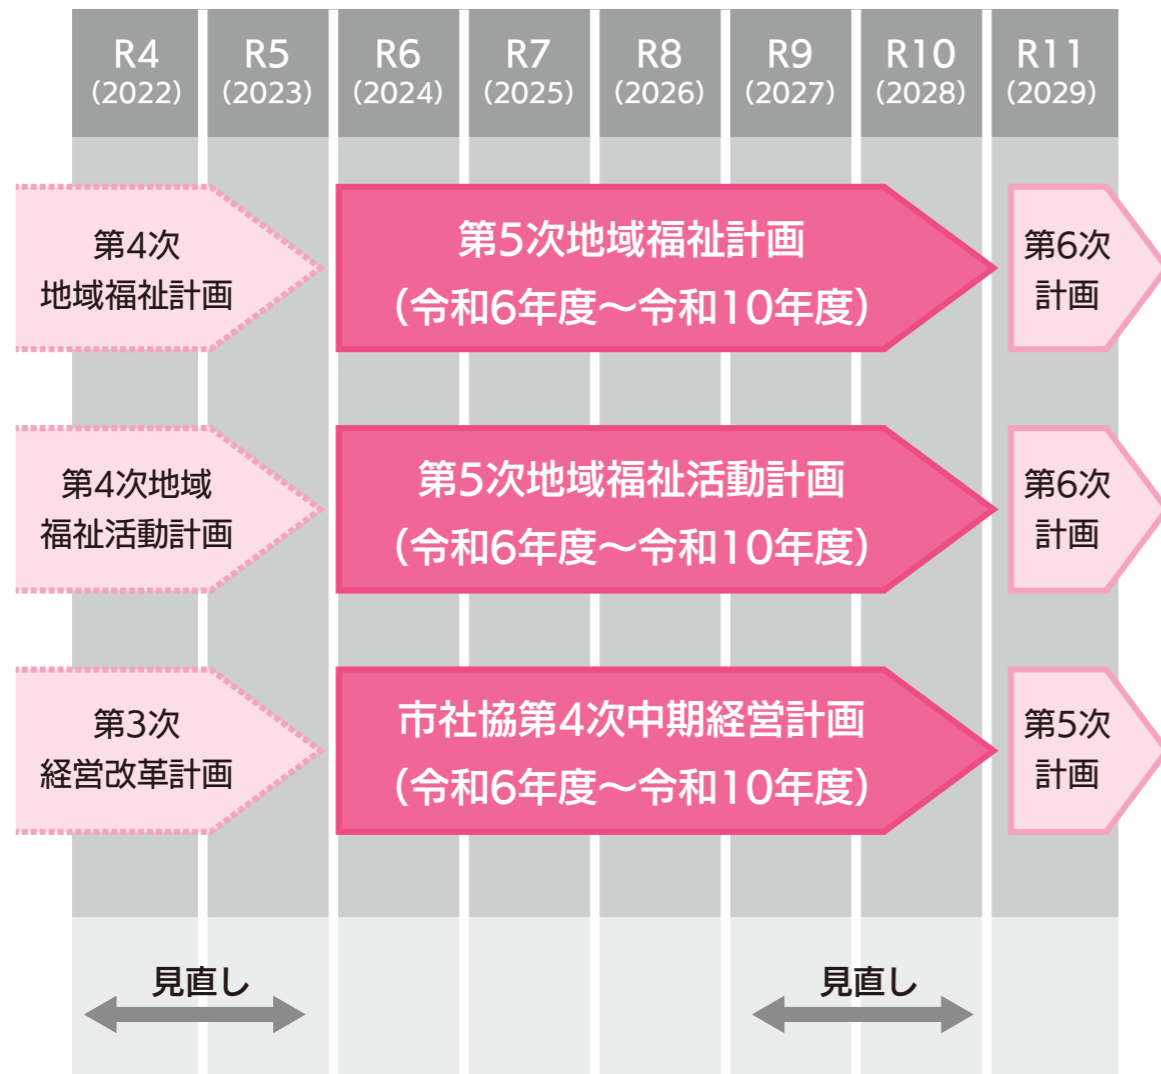 R4
(2022)
R5
(2023)
R6
(2024)
R7
(2025)
R8
(2026)
R9
(2027)
R10
(2028)
R11
(2029)
第4次
地域福祉計画
第5次地域福祉計画
（令和6年度～令和10年度）
第6次
計画
第4次地域
福祉活動計画
第5次地域福祉活動計画
（令和6年度～令和10年度）
第6次
計画
第3次
経営改革計画
市社協第4次中期経営計画
（令和6年度～令和10年度）
第5次
計画
見直し
見直し